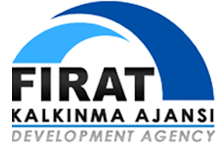 FIRAT
KALKINMA AJANSI
DEVELOPMENT AGENCY